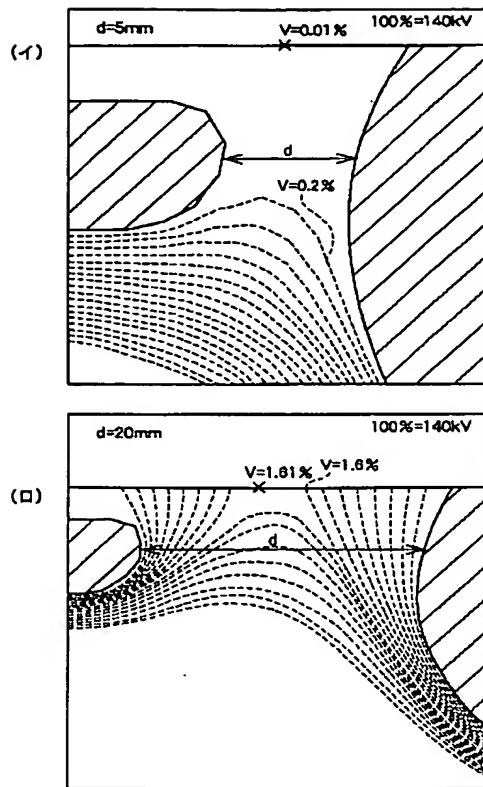 (イ)
d=5mm
V=0.01%
100%=140kV
d
V=0.2%
(ロ)
d=20mm
100%=140kV
V=1.61%
V=1.6%
d